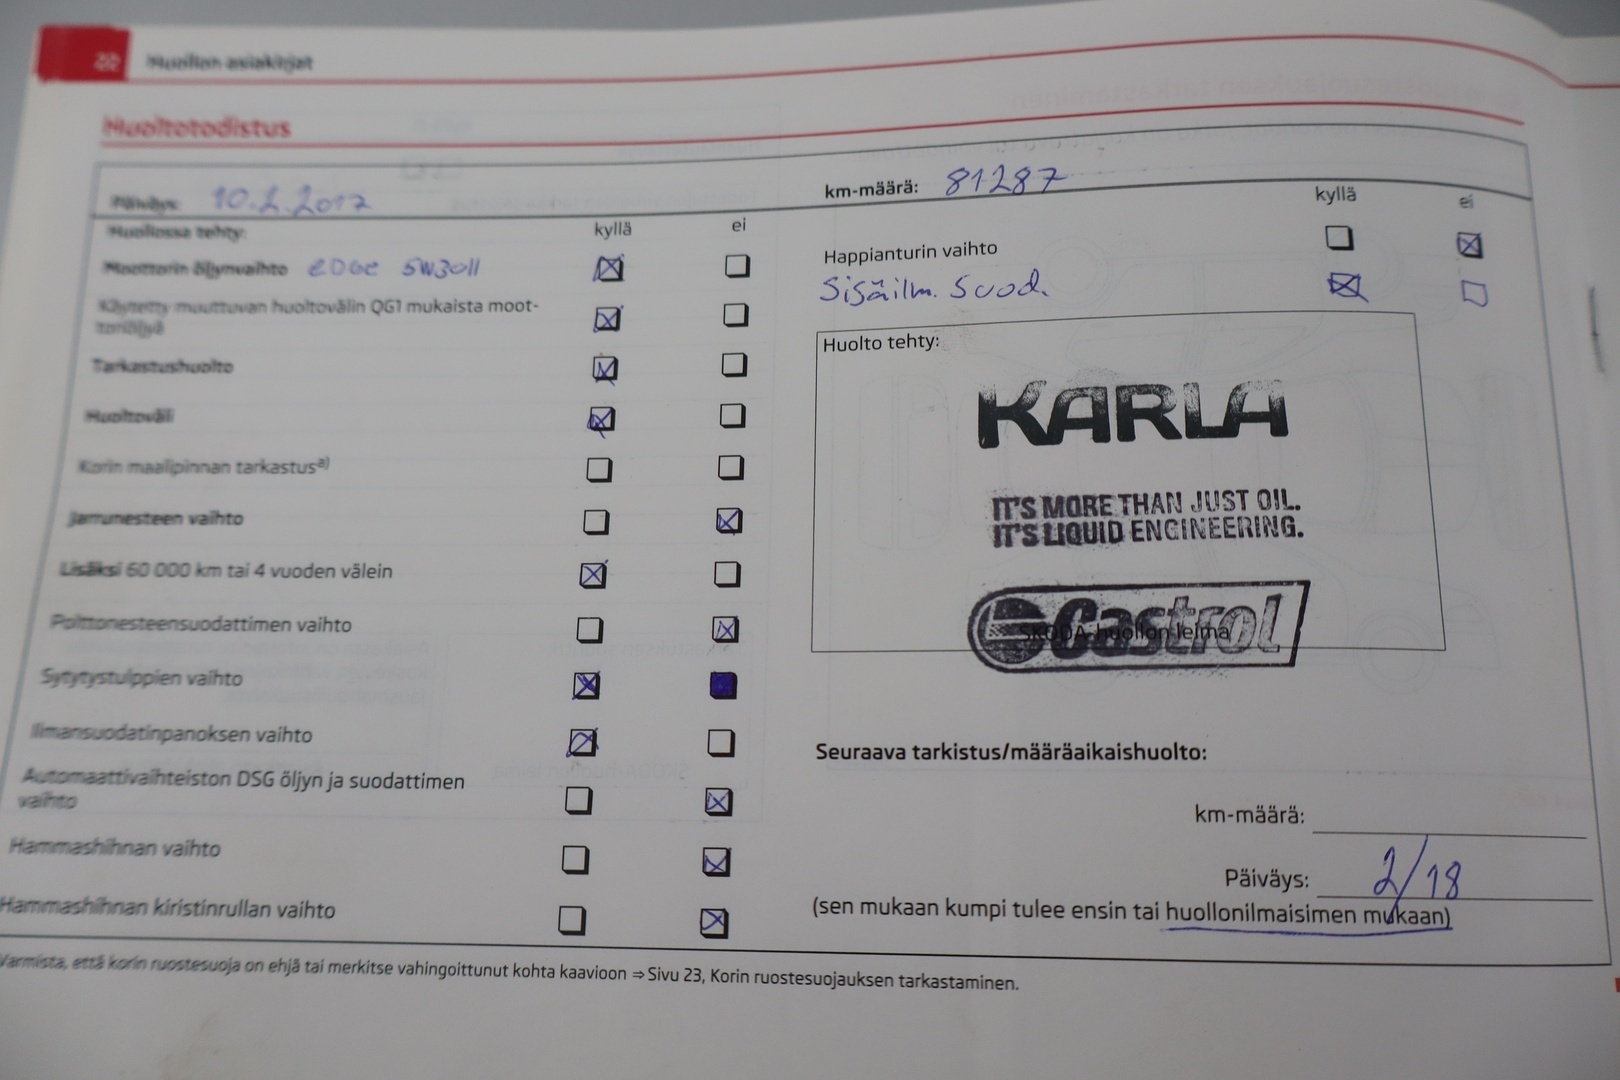 22 Huollon asiakirjat
Huoltotodistus
Päiväys: 10.2.2017
km-määrä: 81287
Huollossa tehty: kyllä ei
Moottorin öljynvaihto EDGE 5W30ll
Käytetty muuttuvan huoltovälin QG1 mukaista moot-
toriöljyä
Tarkastushuolto
Huoltoväli
Korin maalipinnan tarkastusa)
Jarrunesteen vaihto
Lisäksi 60 000 km tai 4 vuoden välein
Polttonesteensuodattimen vaihto
Sytytystulppien vaihto
Ilmansuodatinpanoksen vaihto
Automaattivaihteiston DSG öljyn ja suodattimen
vaihto
Hammashihnan vaihto
Hammashihnan kiristinrullan vaihto
kyllä ei
Happianturin vaihto
Sisäilm. Suod.
Huolto tehty:
KARLA
IT'S MORE THAN JUST OIL.
IT'S LIQUID ENGINEERING.
Castrol
ŠKODA-huollon leima
Seuraava tarkistus/määräaikaishuolto:
km-määrä:
Päiväys: 2/18
(sen mukaan kumpi tulee ensin tai huollonilmaisimen mukaan)
Varmista, että korin ruostesuoja on ehjä tai merkitse vahingoittunut kohta kaavioon ⇒ Sivu 23, Korin ruostesuojauksen tarkastaminen.